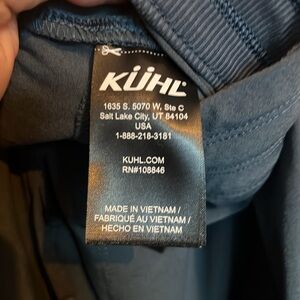 KÜHL
1635 S. 5070 W, Ste C
Salt Lake City, UT 84104
USA
1-888-218-3181
KUHL.COM
RN#108846
MADE IN VIETNAM /
FABRIQUÉ AU VIETNAM /
HECHO EN VIETNAM